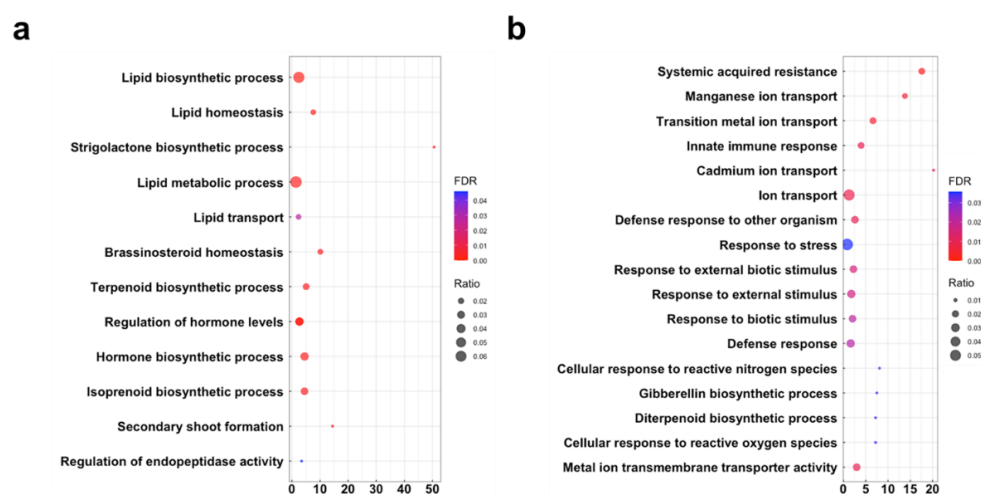 a
Lipid biosynthetic process
Lipid homeostasis
Strigolactone biosynthetic process
Lipid metabolic process
Lipid transport
Brassinosteroid homeostasis
Terpenoid biosynthetic process
Regulation of hormone levels
Hormone biosynthetic process
Isoprenoid biosynthetic process
Secondary shoot formation
Regulation of endopeptidase activity
0 10 20 30 40 50
FDR
0.04
0.03
0.02
0.01
0.00
Ratio
0.02
0.03
0.04
0.05
0.06
b
Systemic acquired resistance
Manganese ion transport
Transition metal ion transport
Innate immune response
Cadmium ion transport
Ion transport
Defense response to other organism
Response to stress
Response to external biotic stimulus
Response to external stimulus
Response to biotic stimulus
Defense response
Cellular response to reactive nitrogen species
Gibberellin biosynthetic process
Diterpenoid biosynthetic process
Cellular response to reactive oxygen species
Metal ion transmembrane transporter activity
0 5 10 15 20
FDR
0.03
0.02
0.01
0.00
Ratio
0.01
0.02
0.03
0.04
0.05